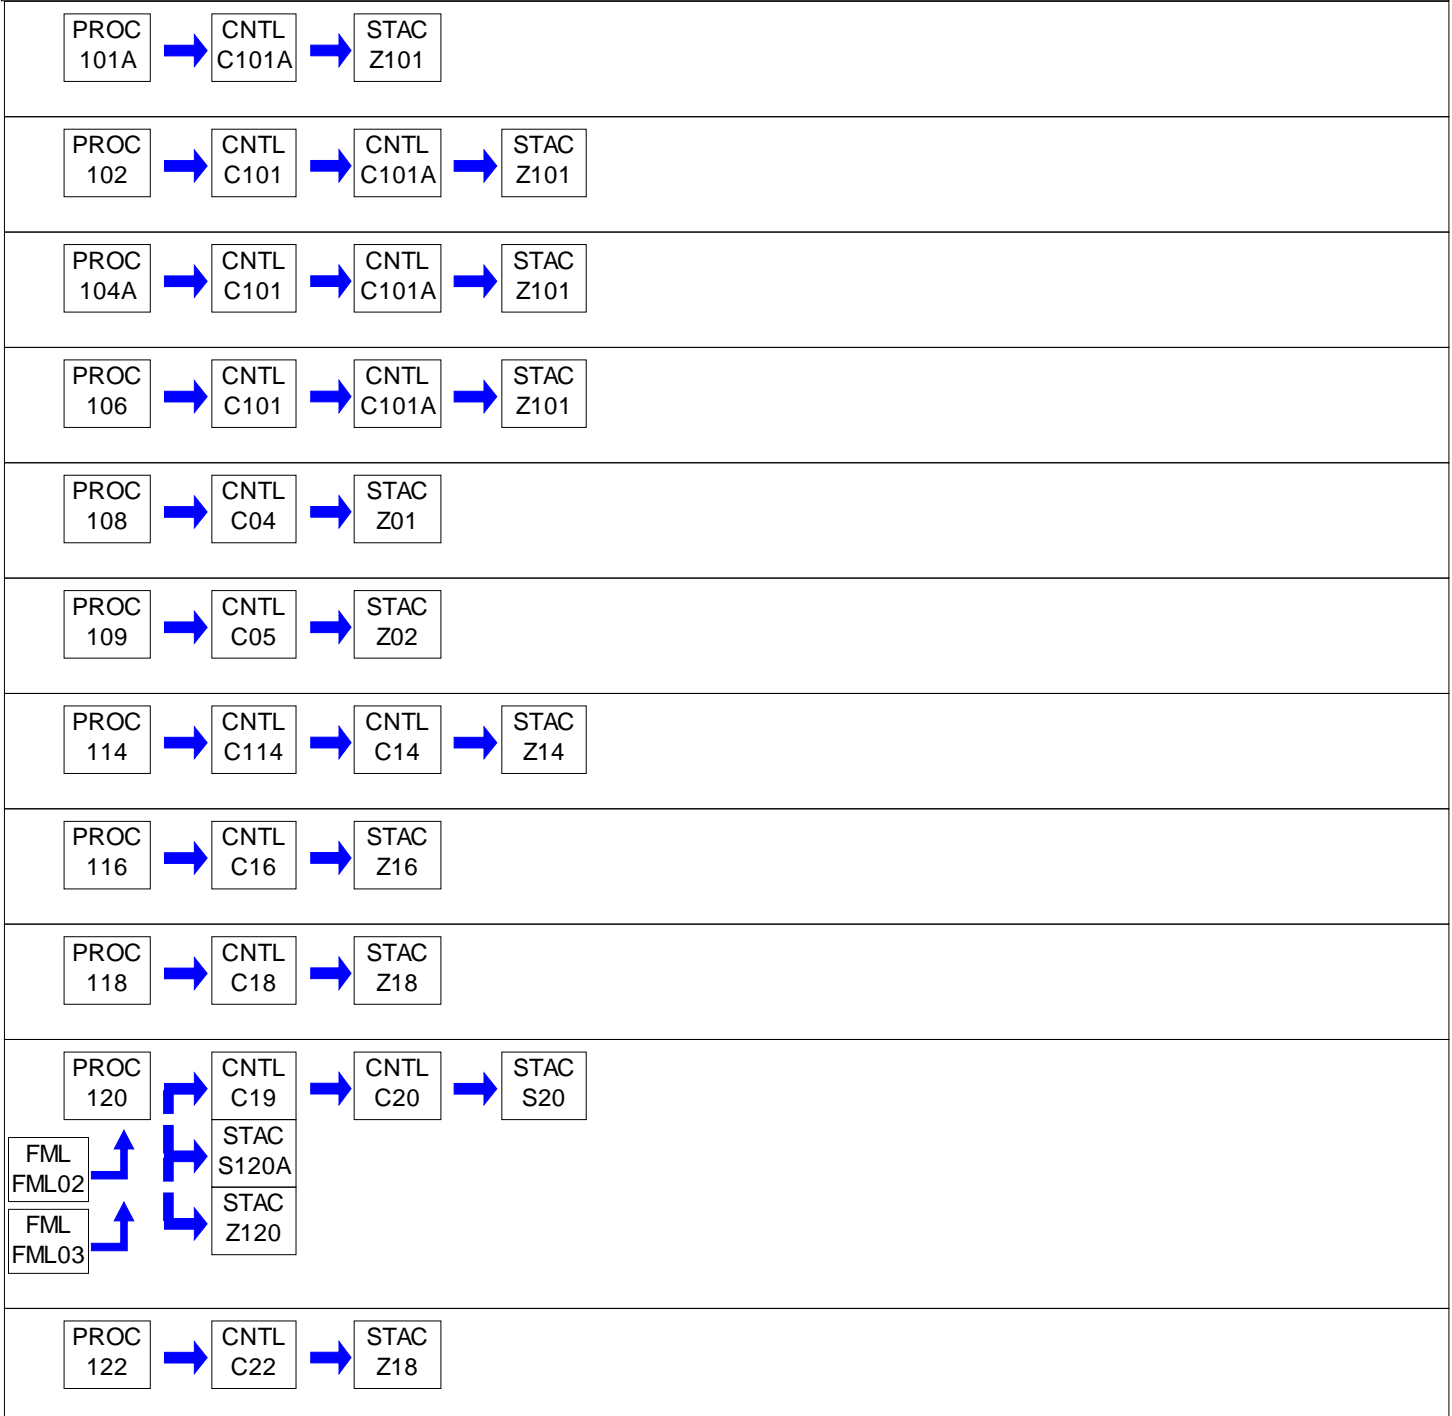 PROC
101A
CNTL
C101A
STAC
Z101
PROC
102
CNTL
C101
CNTL
C101A
STAC
Z101
PROC
104A
CNTL
C101
CNTL
C101A
STAC
Z101
PROC
106
CNTL
C101
CNTL
C101A
STAC
Z101
PROC
108
CNTL
C04
STAC
Z01
PROC
109
CNTL
C05
STAC
Z02
PROC
114
CNTL
C114
CNTL
C14
STAC
Z14
PROC
116
CNTL
C16
STAC
Z16
PROC
118
CNTL
C18
STAC
Z18
PROC
120
CNTL
C19
CNTL
C20
STAC
S20
STAC
S120A
FML
FML02
STAC
Z120
FML
FML03
PROC
122
CNTL
C22
STAC
Z18